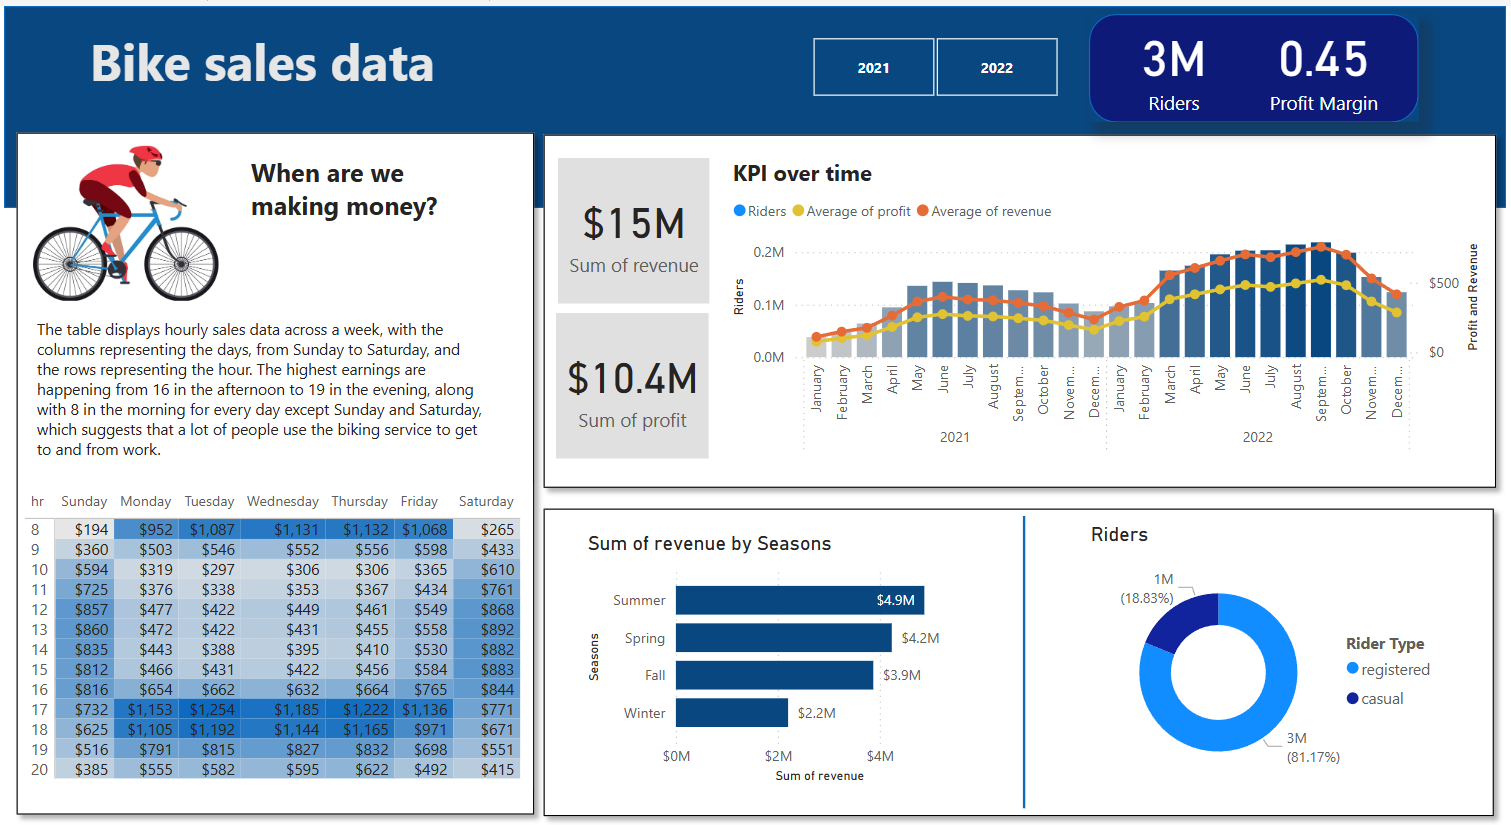 Bike sales data
2021
2022
3M
Riders
0.45
Profit Margin
When are we
making money?
The table displays hourly sales data across a week, with the
columns representing the days, from Sunday to Saturday, and
the rows representing the hour. The highest earnings are
happening from 16 in the afternoon to 19 in the evening, along
with 8 in the morning for every day except Sunday and Saturday,
which suggests that a lot of people use the biking service to get
to and from work.
hr Sunday Monday Tuesday Wednesday Thursday Friday Saturday
8 $194 $952 $1,087 $1,131 $1,132 $1,068 $265
9 $360 $503 $546 $552 $556 $598 $433
10 $594 $319 $297 $306 $306 $365 $610
11 $725 $376 $338 $353 $367 $434 $761
12 $857 $477 $422 $449 $461 $549 $868
13 $860 $472 $422 $431 $455 $558 $892
14 $835 $443 $388 $395 $410 $530 $882
15 $812 $466 $431 $422 $456 $584 $883
16 $816 $654 $662 $632 $664 $765 $844
17 $732 $1,153 $1,254 $1,185 $1,222 $1,136 $771
18 $625 $1,105 $1,192 $1,144 $1,165 $971 $671
19 $516 $791 $815 $827 $832 $698 $551
20 $385 $555 $582 $595 $622 $492 $415
$15M
Sum of revenue
$10.4M
Sum of profit
KPI over time
Riders Average of profit Average of revenue
Riders
0.2M
0.1M
0.0M
$500
$0
Profit and Revenue
January
February
March
April
May
June
July
August
Septem...
October
Novem...
Decem...
January
February
March
April
May
June
July
August
Septem...
October
Novem...
Decem...
2021
2022
Sum of revenue by Seasons
Seasons
Summer $4.9M
Spring $4.2M
Fall $3.9M
Winter $2.2M
$0M $2M $4M
Sum of revenue
Riders
1M
(18.83%)
3M
(81.17%)
Rider Type
registered
casual